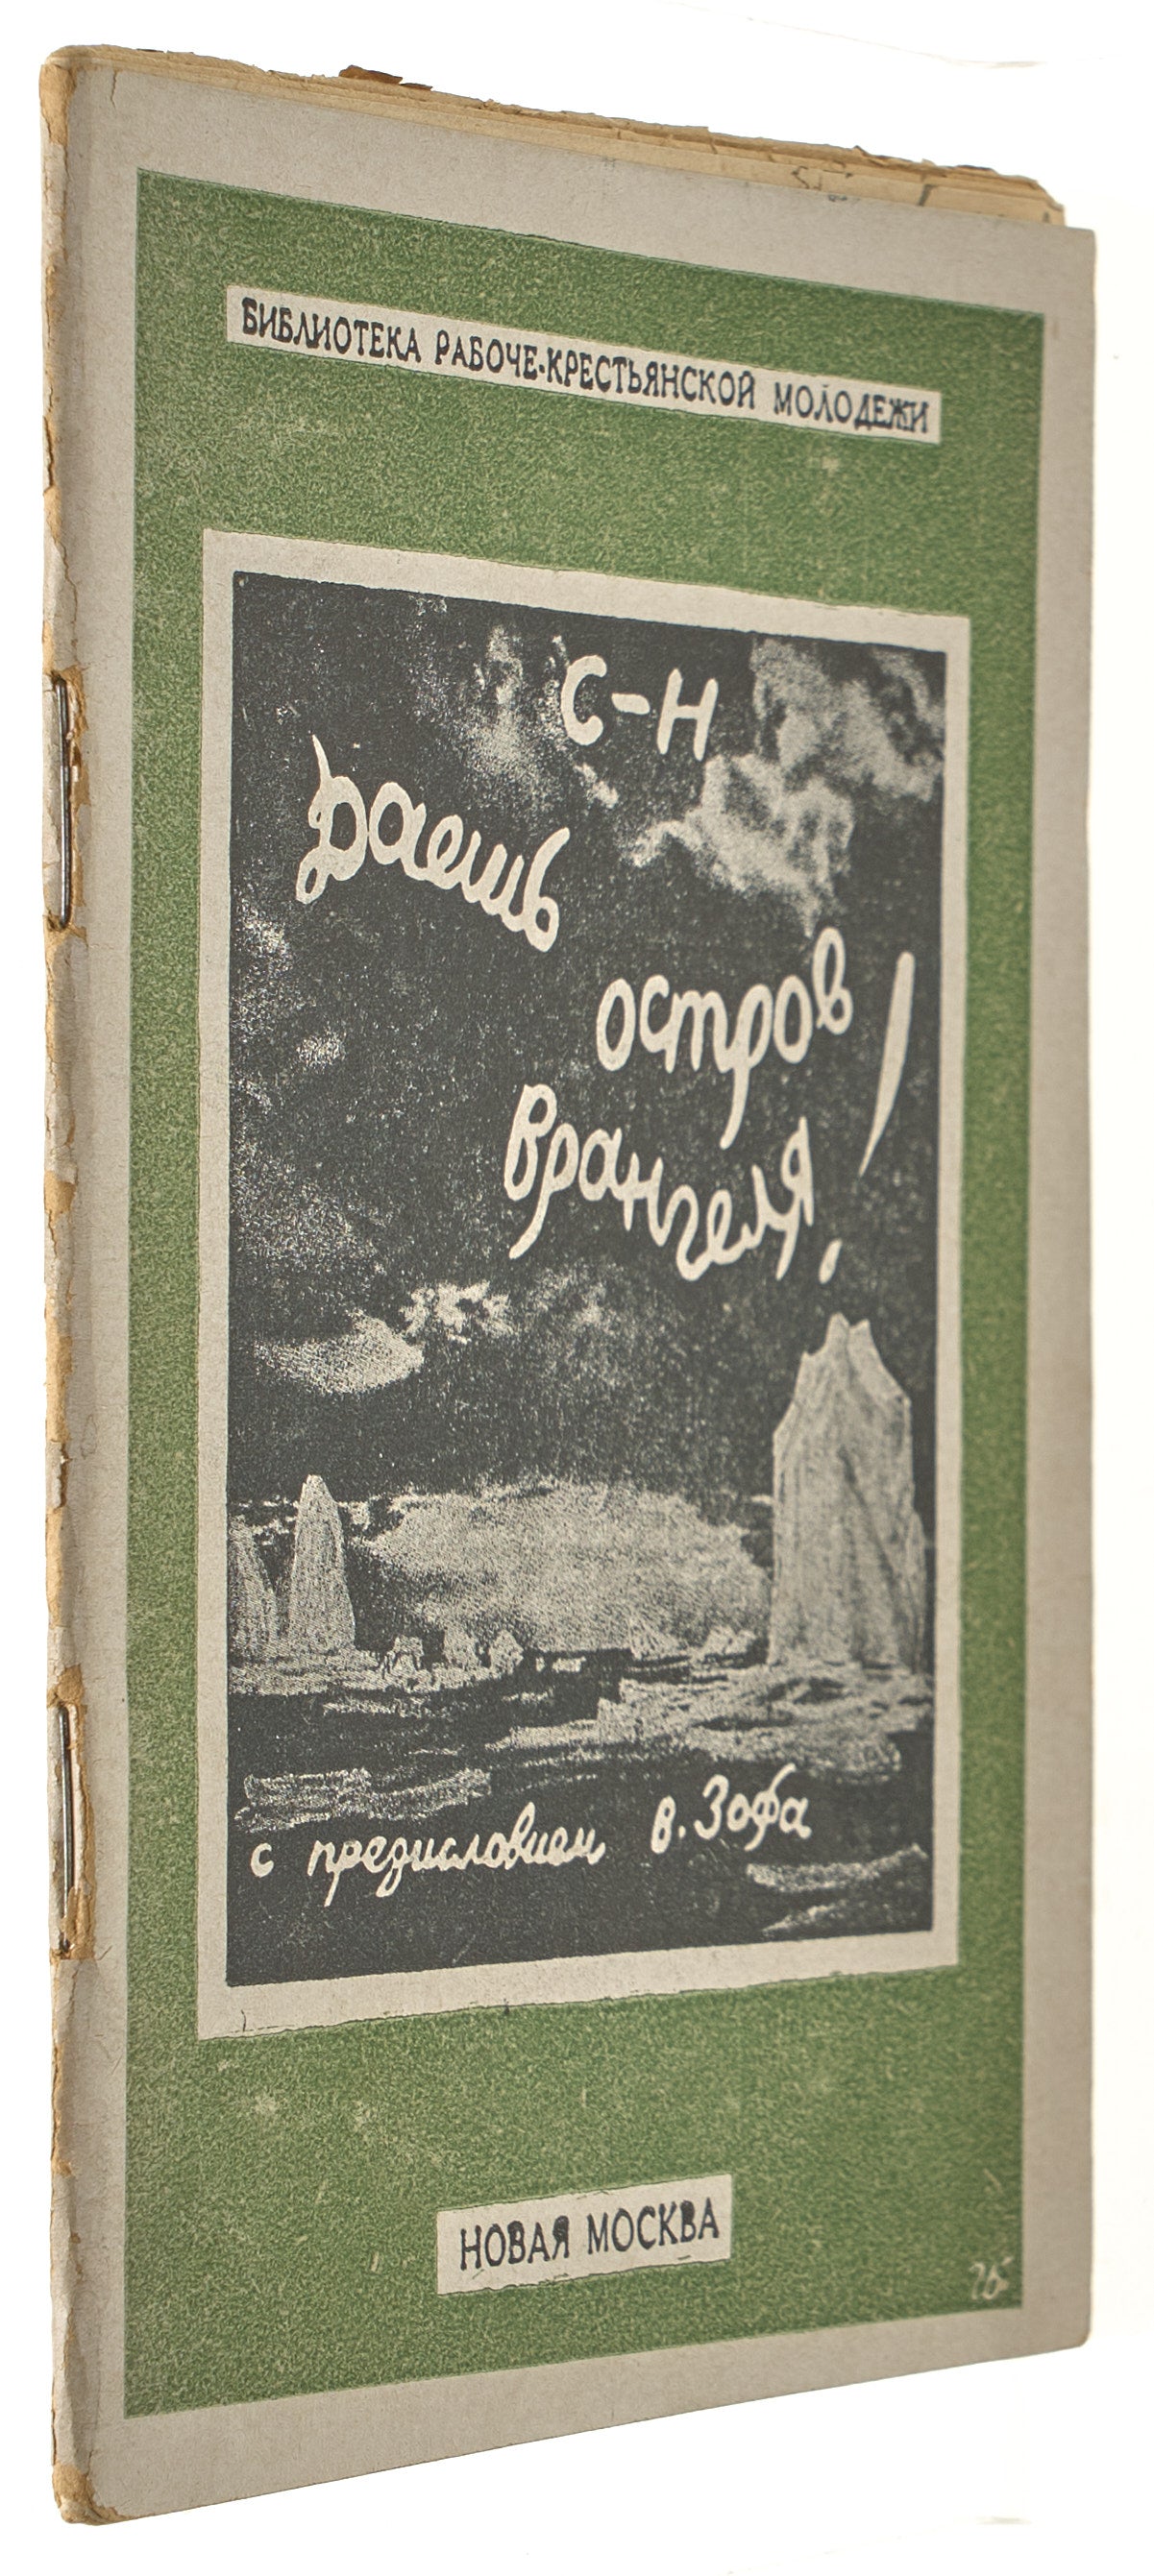 БИБЛИОТЕКА РАБОЧЕ-КРЕСТЬЯНСКОЙ МОЛОДЕЖИ
С-Н
Даешь
остров
Врангеля!
с предисловием В. Зофа
НОВАЯ МОСКВА